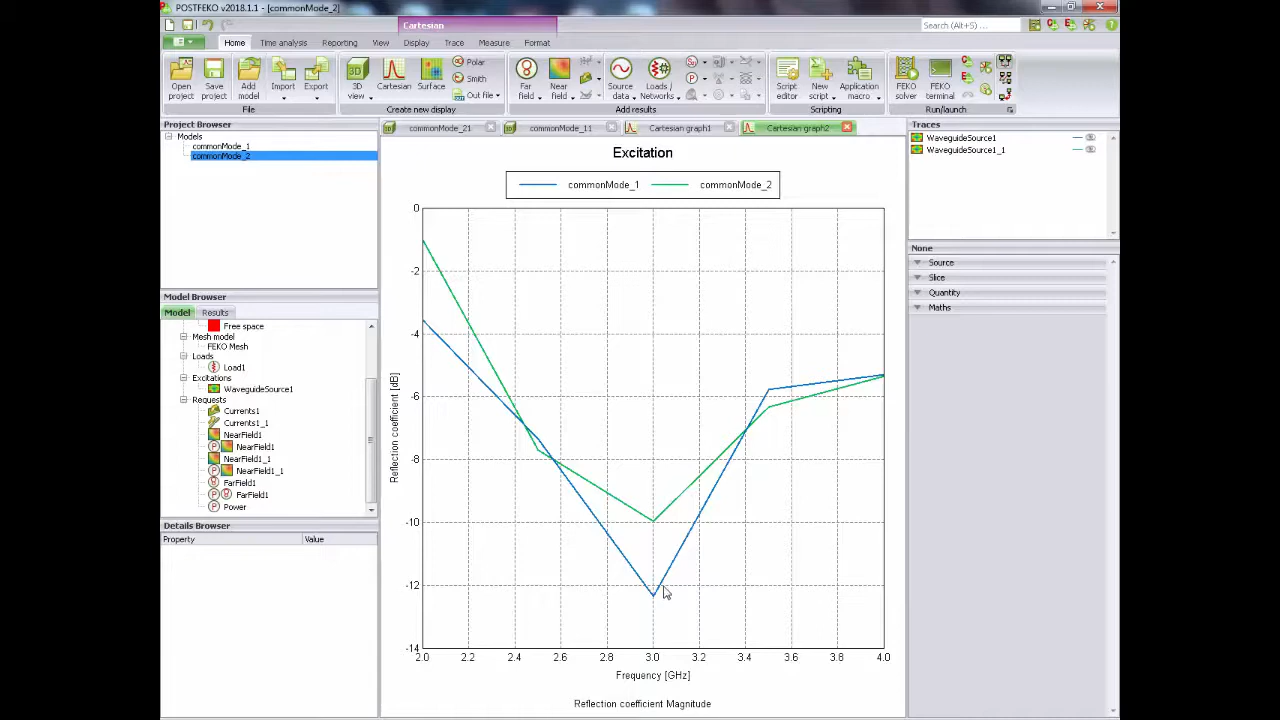 POSTFEKO v2018.1.1 - [commonMode_2]
Cartesian
Search (Alt+S) ...
Home
Time analysis
Reporting
View
Display
Trace
Measure
Format
Open project
Save project
Add model
Import
Export
File
3D view
Cartesian
Surface
Polar
Smith
Out file
Create new display
Far field
Near field
Source data
Loads / Networks
Add results
Script editor
New script
Application macro
Scripting
FEKO solver
FEKO terminal
Run/launch
Project Browser
Models
commonMode_1
commonMode_2
commonMode_21
commonMode_11
Cartesian graph1
Cartesian graph2
Model Browser
Model
Results
Free space
Mesh model
FEKO Mesh
Loads
Load1
Excitations
WaveguideSource1
Requests
Currents1
Currents1_1
NearField1
NearField1
NearField1_1
NearField1_1
FarField1
FarField1
Power
Details Browser
Property
Value
Excitation
commonMode_1
commonMode_2
Reflection coefficient [dB]
0
-2
-4
-6
-8
-10
-12
-14
2.0
2.2
2.4
2.6
2.8
3.0
3.2
3.4
3.6
3.8
4.0
Frequency [GHz]
Reflection coefficient Magnitude
Traces
WaveguideSource1
WaveguideSource1_1
None
Source
Slice
Quantity
Maths